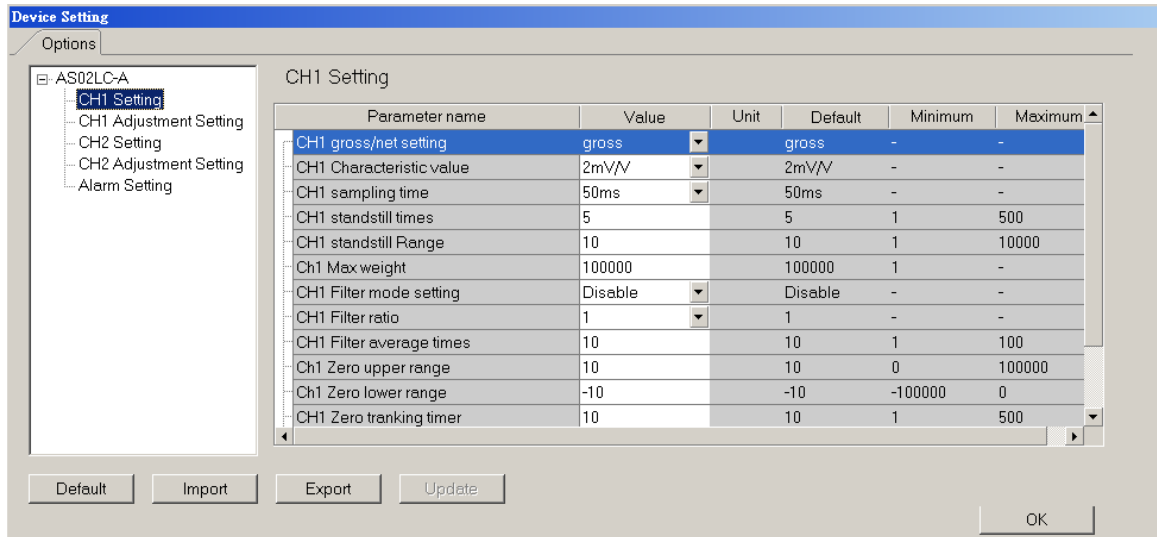 Device Setting
Options
AS02LC-A
CH1 Setting
CH1 Adjustment Setting
CH2 Setting
CH2 Adjustment Setting
Alarm Setting
CH1 Setting
Parameter name Value Unit Default Minimum Maximum
CH1 gross/net setting gross gross - -
CH1 Characteristic value 2mV/V 2mV/V - -
CH1 sampling time 50ms 50ms - -
CH1 standstill times 5 5 1 500
CH1 standstill Range 10 10 1 10000
Ch1 Max weight 100000 100000 1 -
CH1 Filter mode setting Disable Disable - -
CH1 Filter ratio 1 1 - -
CH1 Filter average times 10 10 1 100
Ch1 Zero upper range 10 10 0 100000
Ch1 Zero lower range -10 -10 -100000 0
CH1 Zero tranking timer 10 10 1 500
Default Import Export Update
OK